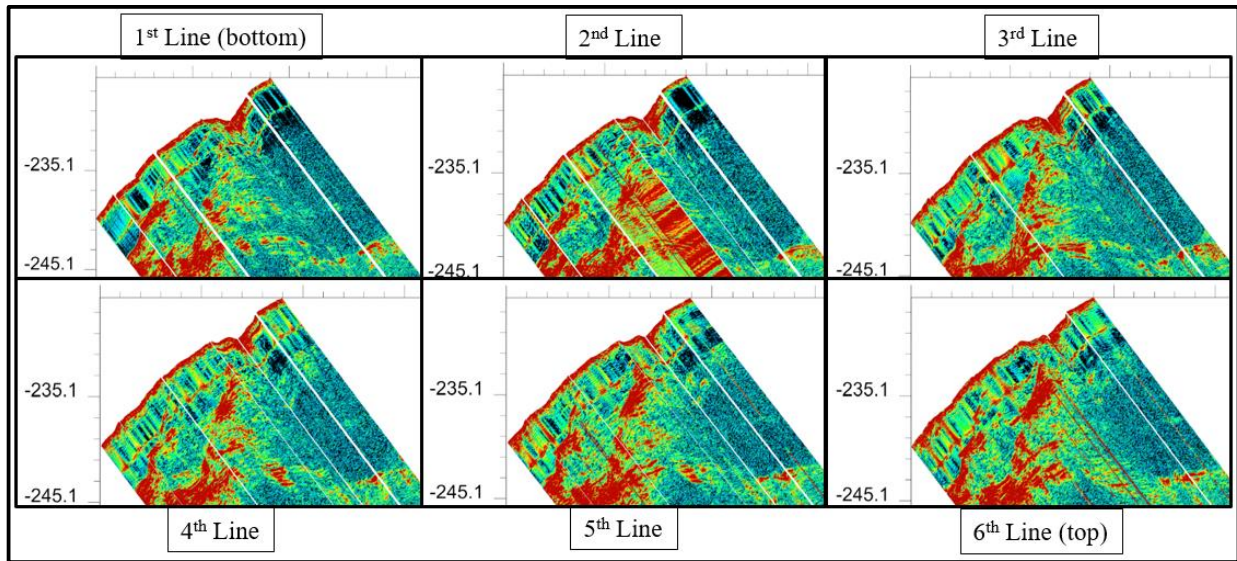 1st Line (bottom)
2nd Line
3rd Line
-235.1
-245.1
-235.1
-245.1
-235.1
-245.1
-235.1
-245.1
-235.1
-245.1
-235.1
-245.1
4th Line
5th Line
6th Line (top)